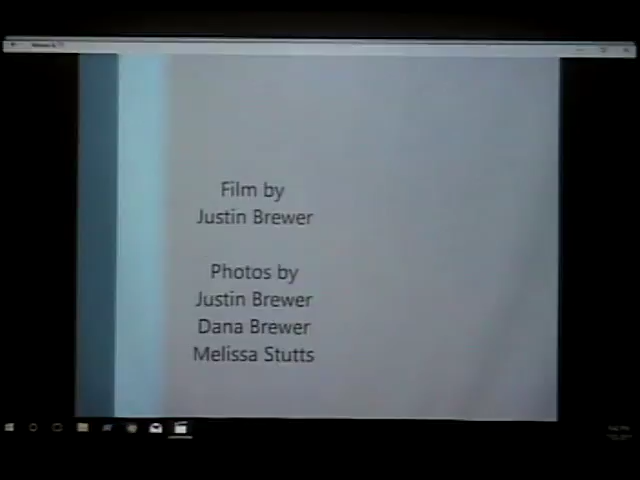 Film by
Justin Brewer
Photos by
Justin Brewer
Dana Brewer
Melissa Stutts